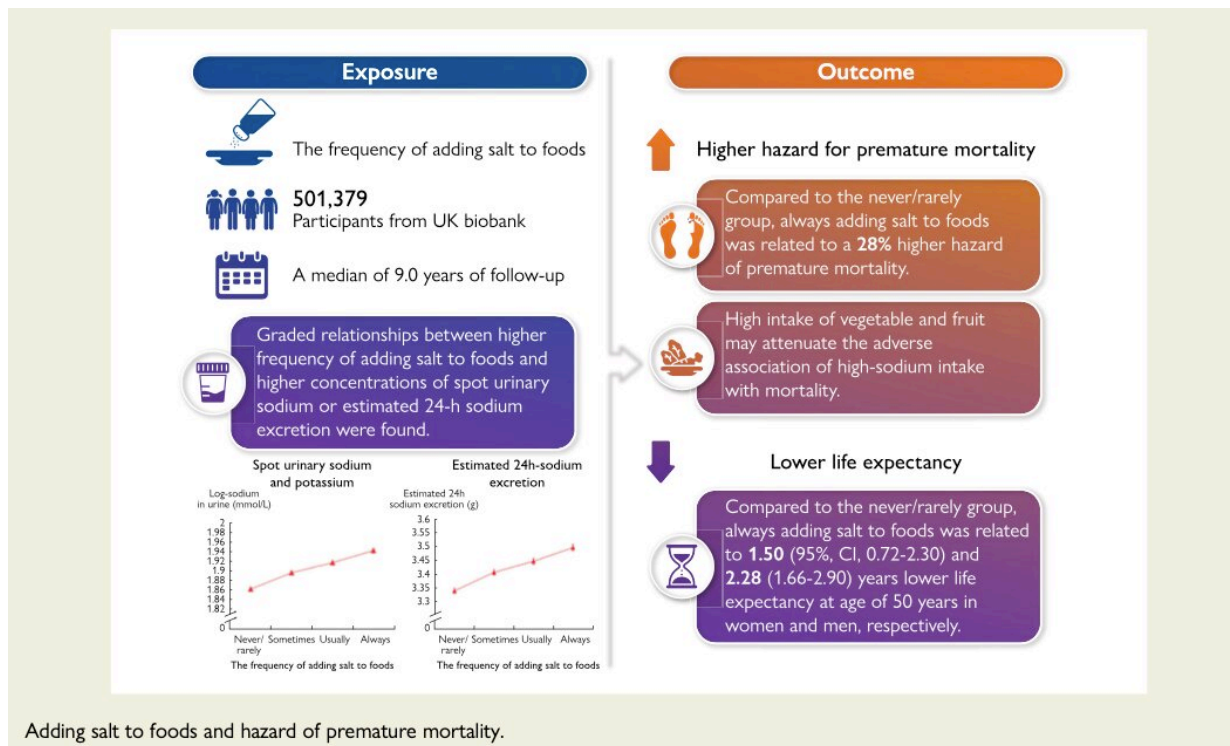 Exposure
The frequency of adding salt to foods
501,379
Participants from UK biobank
A median of 9.0 years of follow-up
Graded relationships between higher
frequency of adding salt to foods and
higher concentrations of spot urinary
sodium or estimated 24-h sodium
excretion were found.
Spot urinary sodium
and potassium
Log-sodium
in urine (mmol/L)
2
1.98
1.96
1.94
1.92
1.9
1.88
1.86
1.84
1.82
0
Never/ Sometimes Usually Always
rarely
The frequency of adding salt to foods
Estimated 24h-sodium
excretion
Estimated 24h
sodium excretion (g)
3.6
3.55
3.5
3.45
3.4
3.35
3.3
0
Never/ Sometimes Usually Always
rarely
The frequency of adding salt to foods
Outcome
Higher hazard for premature mortality
Compared to the never/rarely
group, always adding salt to foods
was related to a 28% higher hazard
of premature mortality.
High intake of vegetable and fruit
may attenuate the adverse
association of high-sodium intake
with mortality.
Lower life expectancy
Compared to the never/rarely group,
always adding salt to foods was related
to 1.50 (95%, CI, 0.72-2.30) and
2.28 (1.66-2.90) years lower life
expectancy at age of 50 years in
women and men, respectively.
Adding salt to foods and hazard of premature mortality.